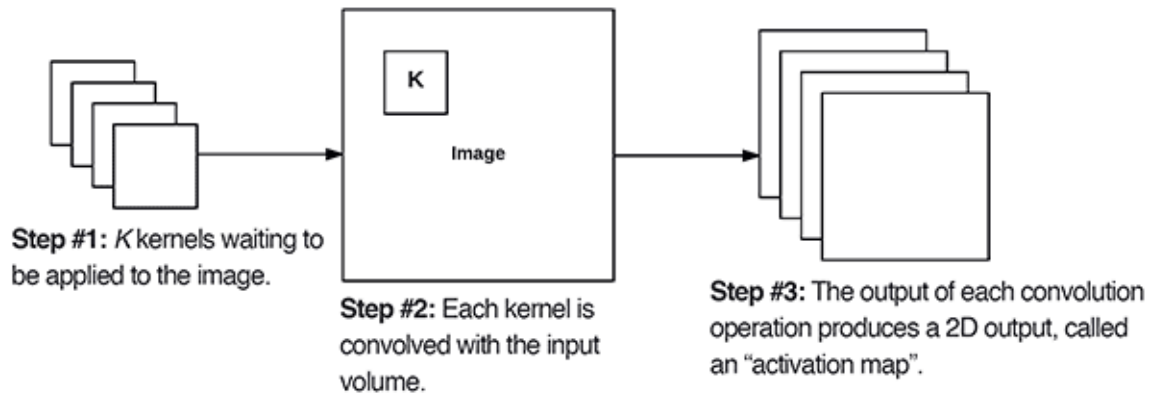 K
Image
Step #1: K kernels waiting to
be applied to the image.
Step #2: Each kernel is
convolved with the input
volume.
Step #3: The output of each convolution
operation produces a 2D output, called
an “activation map”.